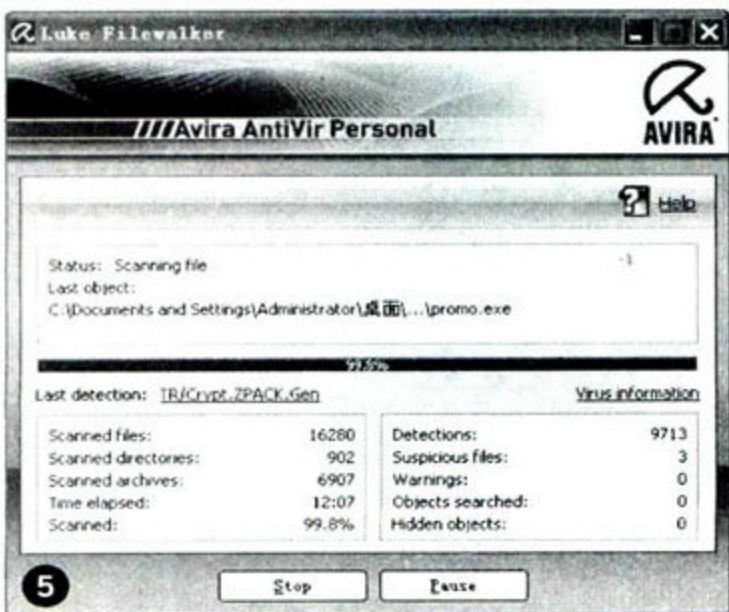 Luke Filewalker
////Avira AntiVir Personal
AVIRA
Help
Status: Scanning file
Last object:
C:\Documents and Settings\Administrator\桌面\...\promo.exe
Last detection: TR/Crypt.ZPACK.Gen
Virus information
Scanned files: 16280
Scanned directories: 902
Scanned archives: 6907
Time elapsed: 12:07
Scanned: 99.8%
Detections: 9713
Suspicious files: 3
Warnings: 0
Objects searched: 0
Hidden objects: 0
5
Stop
Pause